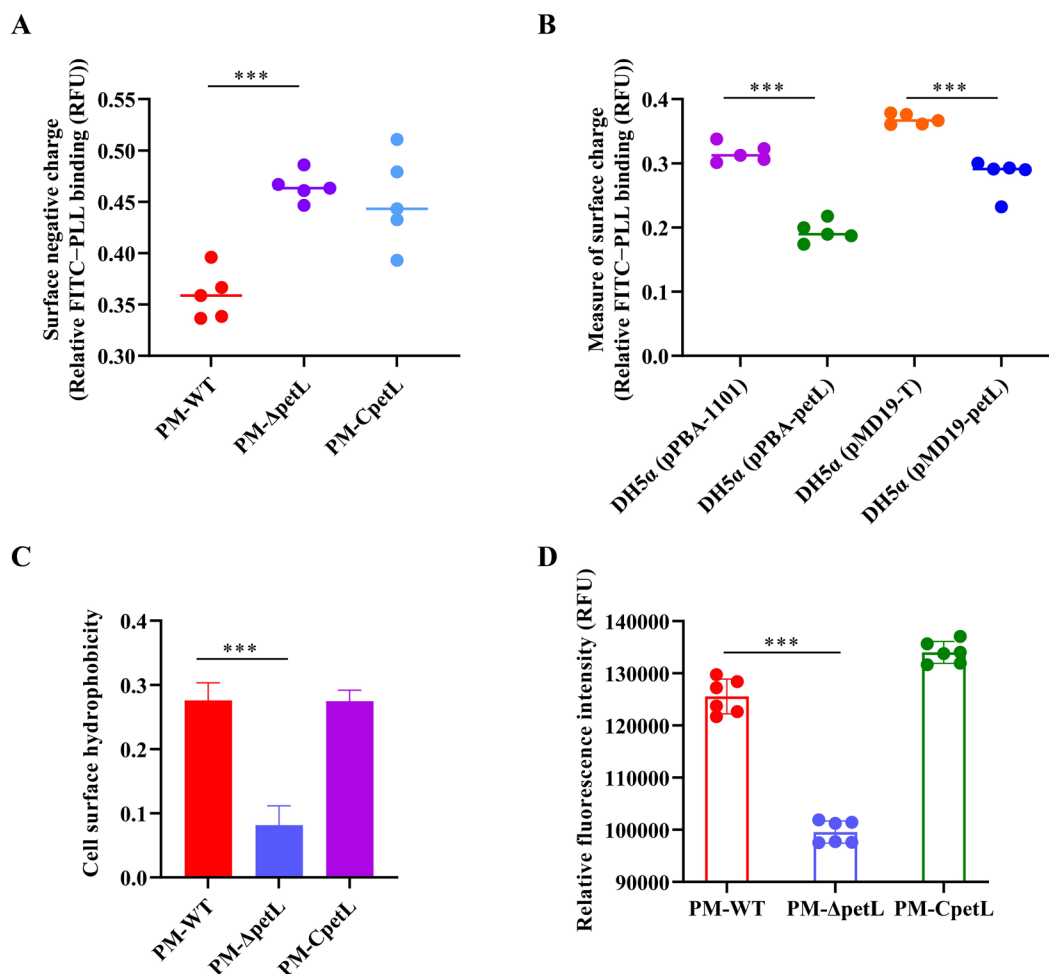 A
Surface negative charge
(Relative FITC−PLL binding (RFU))
0.55
0.50
0.45
0.40
0.35
0.30
***
PM-WT
PM-ΔpetL
PM-CpetL
B
Measure of surface charge
(Relative FITC−PLL binding (RFU))
0.4
0.3
0.2
0.1
0.0
***
***
DH5α (pPBA-1101)
DH5α (pPBA-petL)
DH5α (pMD19-T)
DH5α (pMD19-petL)
C
Cell surface hydrophobicity
0.4
0.3
0.2
0.1
0.0
***
PM-WT
PM-ΔpetL
PM-CpetL
D
Relative fluorescence intensity (RFU)
140000
130000
120000
110000
100000
90000
***
PM-WT
PM-ΔpetL
PM-CpetL